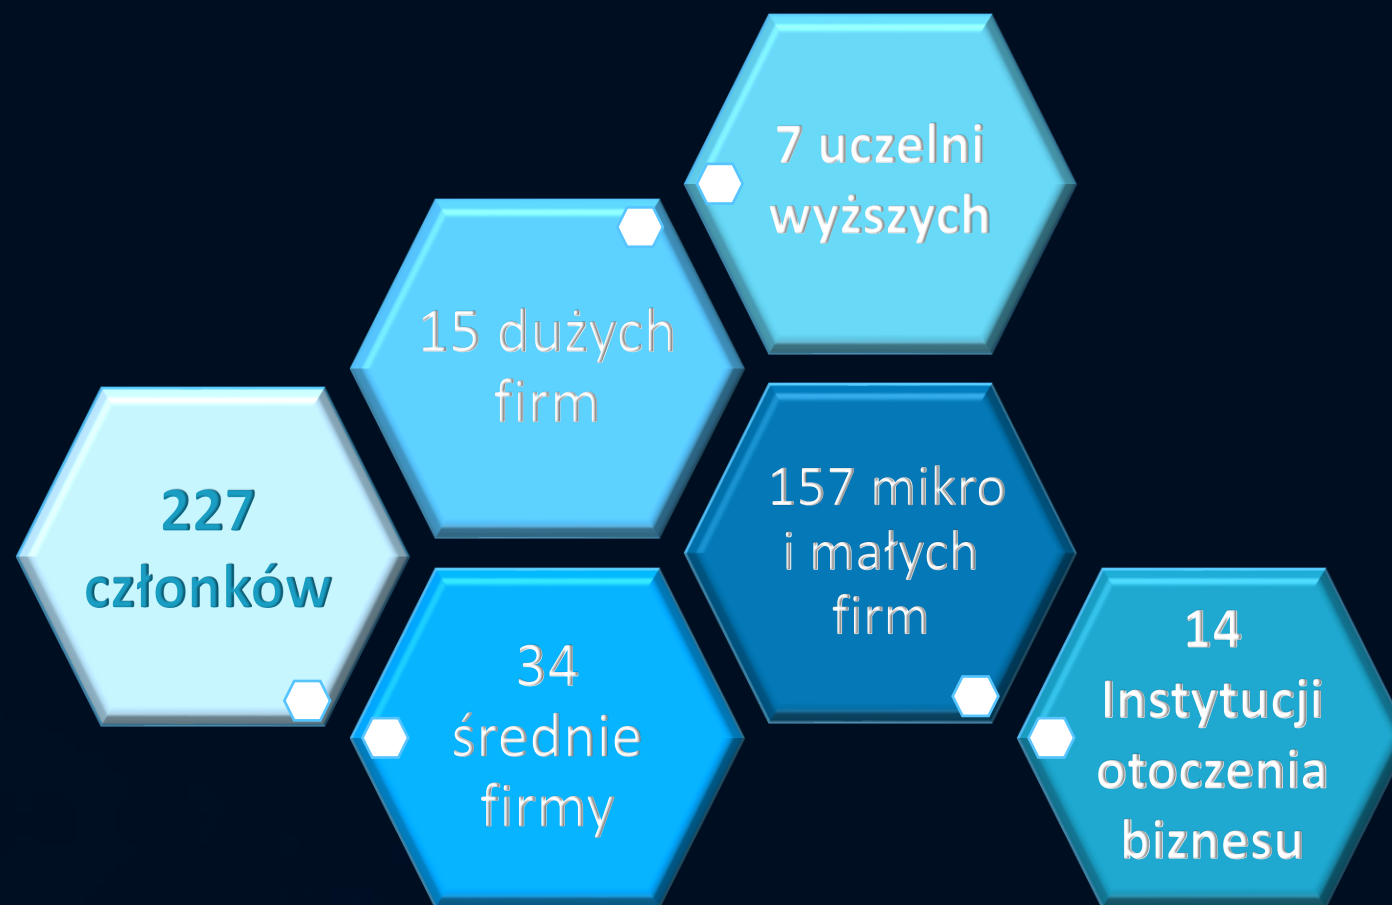 7 uczelni
wyższych
15 dużych
firm
157 mikro
i małych
firm
227
członków
34
średnie
firmy
14
Instytucji
otoczenia
biznesu